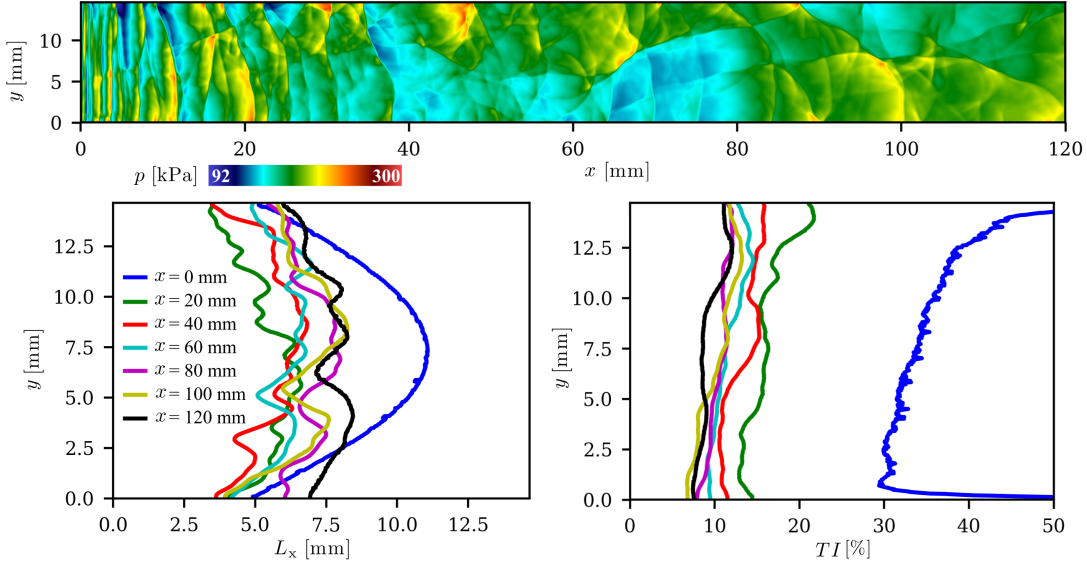 y [mm]
10
5
0
0 20 40 60 80 100 120
p [kPa] 92 300 x [mm]
12.5
10.0
7.5
5.0
2.5
0.0
y [mm]
x = 0 mm
x = 20 mm
x = 40 mm
x = 60 mm
x = 80 mm
x = 100 mm
x = 120 mm
0.0 2.5 5.0 7.5 10.0 12.5
Lx [mm]
12.5
10.0
7.5
5.0
2.5
0.0
y [mm]
0 10 20 30 40 50
TI [%]